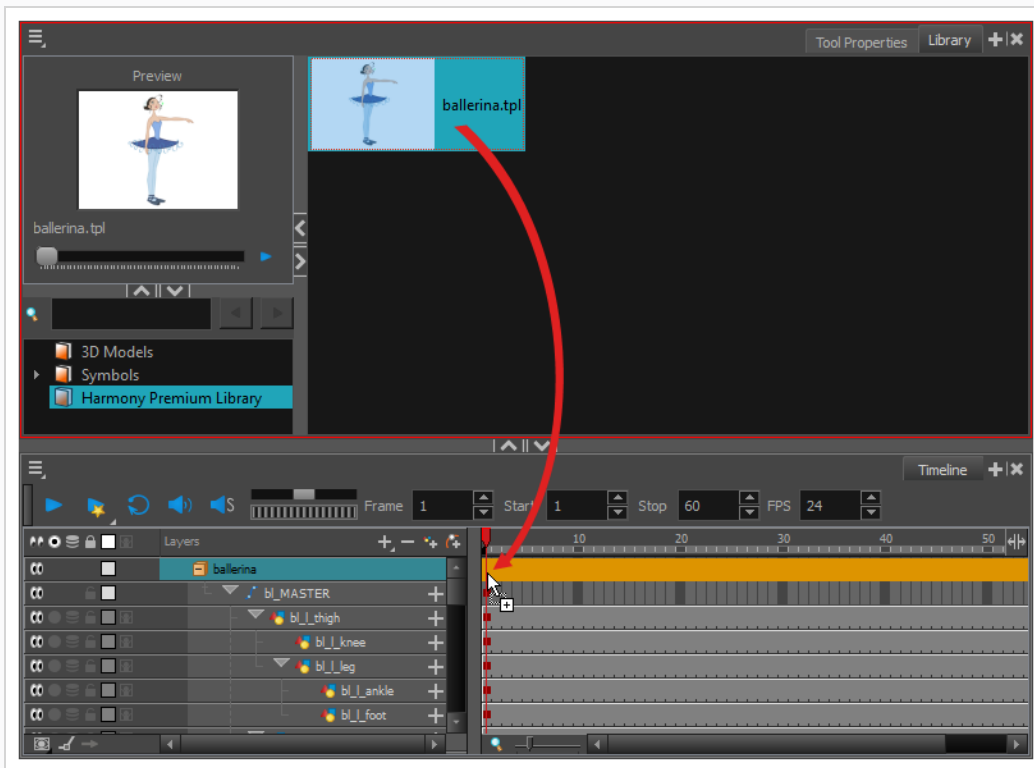 Tool Properties Library
Preview
ballerina.tpl
ballerina.tpl
3D Models
Symbols
Harmony Premium Library
Timeline
S Frame 1 Start 1 Stop 60 FPS 24
Layers 10 20 30 40 50
ballerina
bl_MASTER
bl_l_thigh
bl_l_knee
bl_l_leg
bl_l_ankle
bl_l_foot